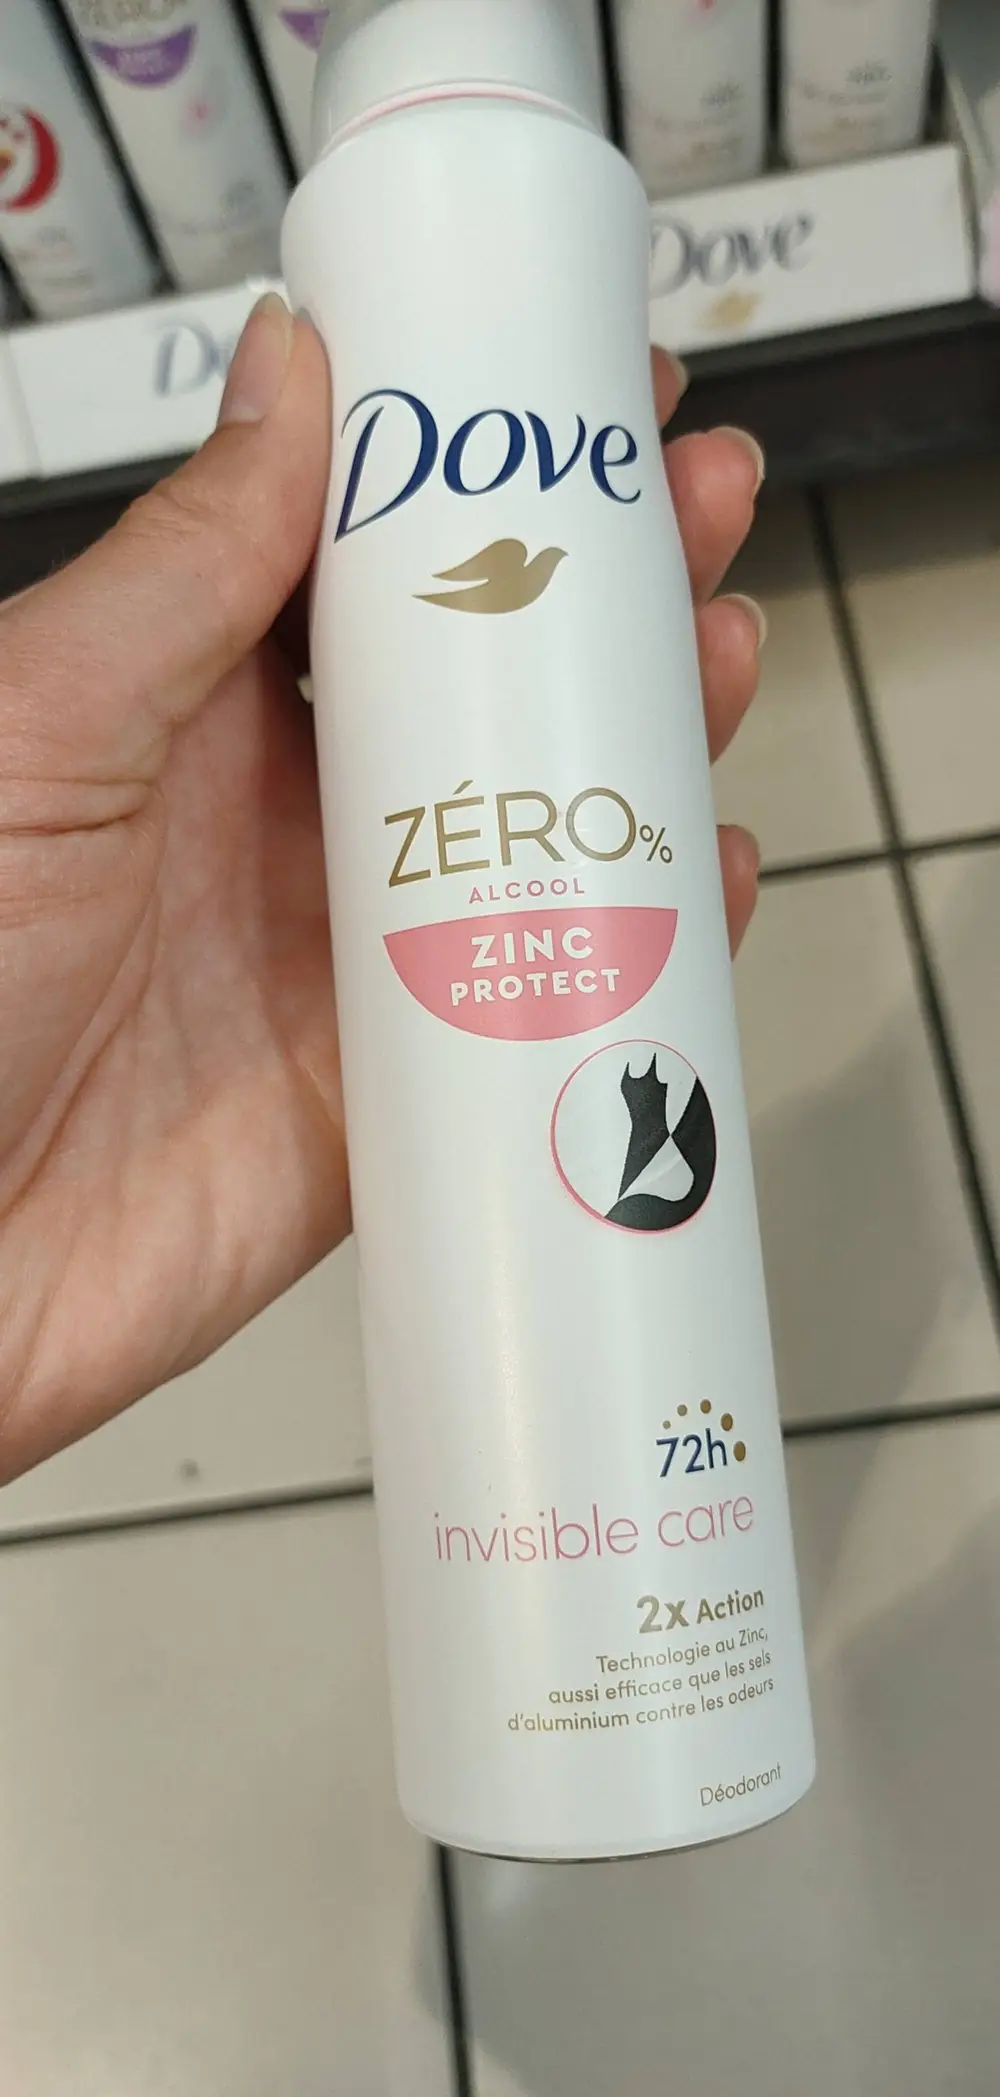 Dove
Dove
ZÉRO%
ALCOOL
ZINC
PROTECT
72h
invisible care
2x Action
Technologie au Zinc,
aussi efficace que les sels
d'aluminium contre les odeurs
Déodorant